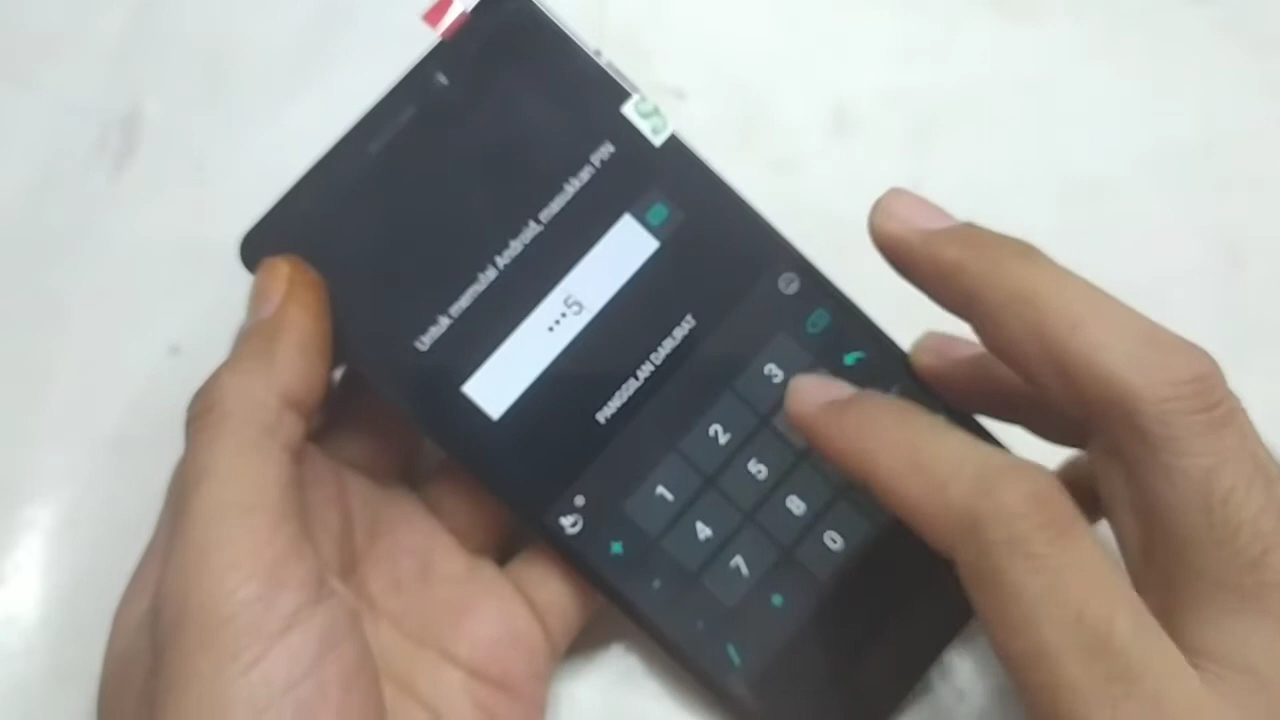 Untuk memulai Android, masukkan PIN
•••5
PANGGILAN DARURAT
1 2 3
4 5
7 8
0